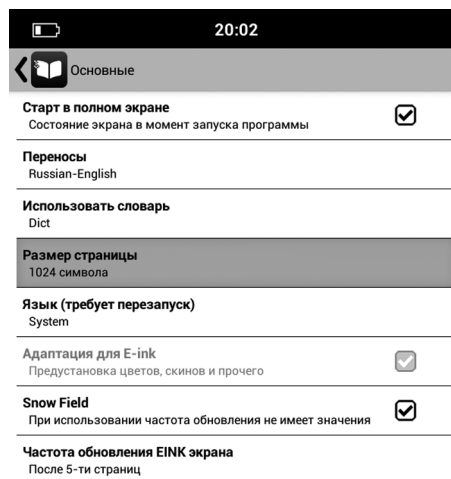 20:02
Основные
Старт в полном экране
Состояние экрана в момент запуска программы
Переносы
Russian-English
Использовать словарь
Dict
Размер страницы
1024 символа
Язык (требует перезапуск)
System
Адаптация для E-ink
Предустановка цветов, скинов и прочего
Snow Field
При использовании частота обновления не имеет значения
Частота обновления EINK экрана
После 5-ти страниц